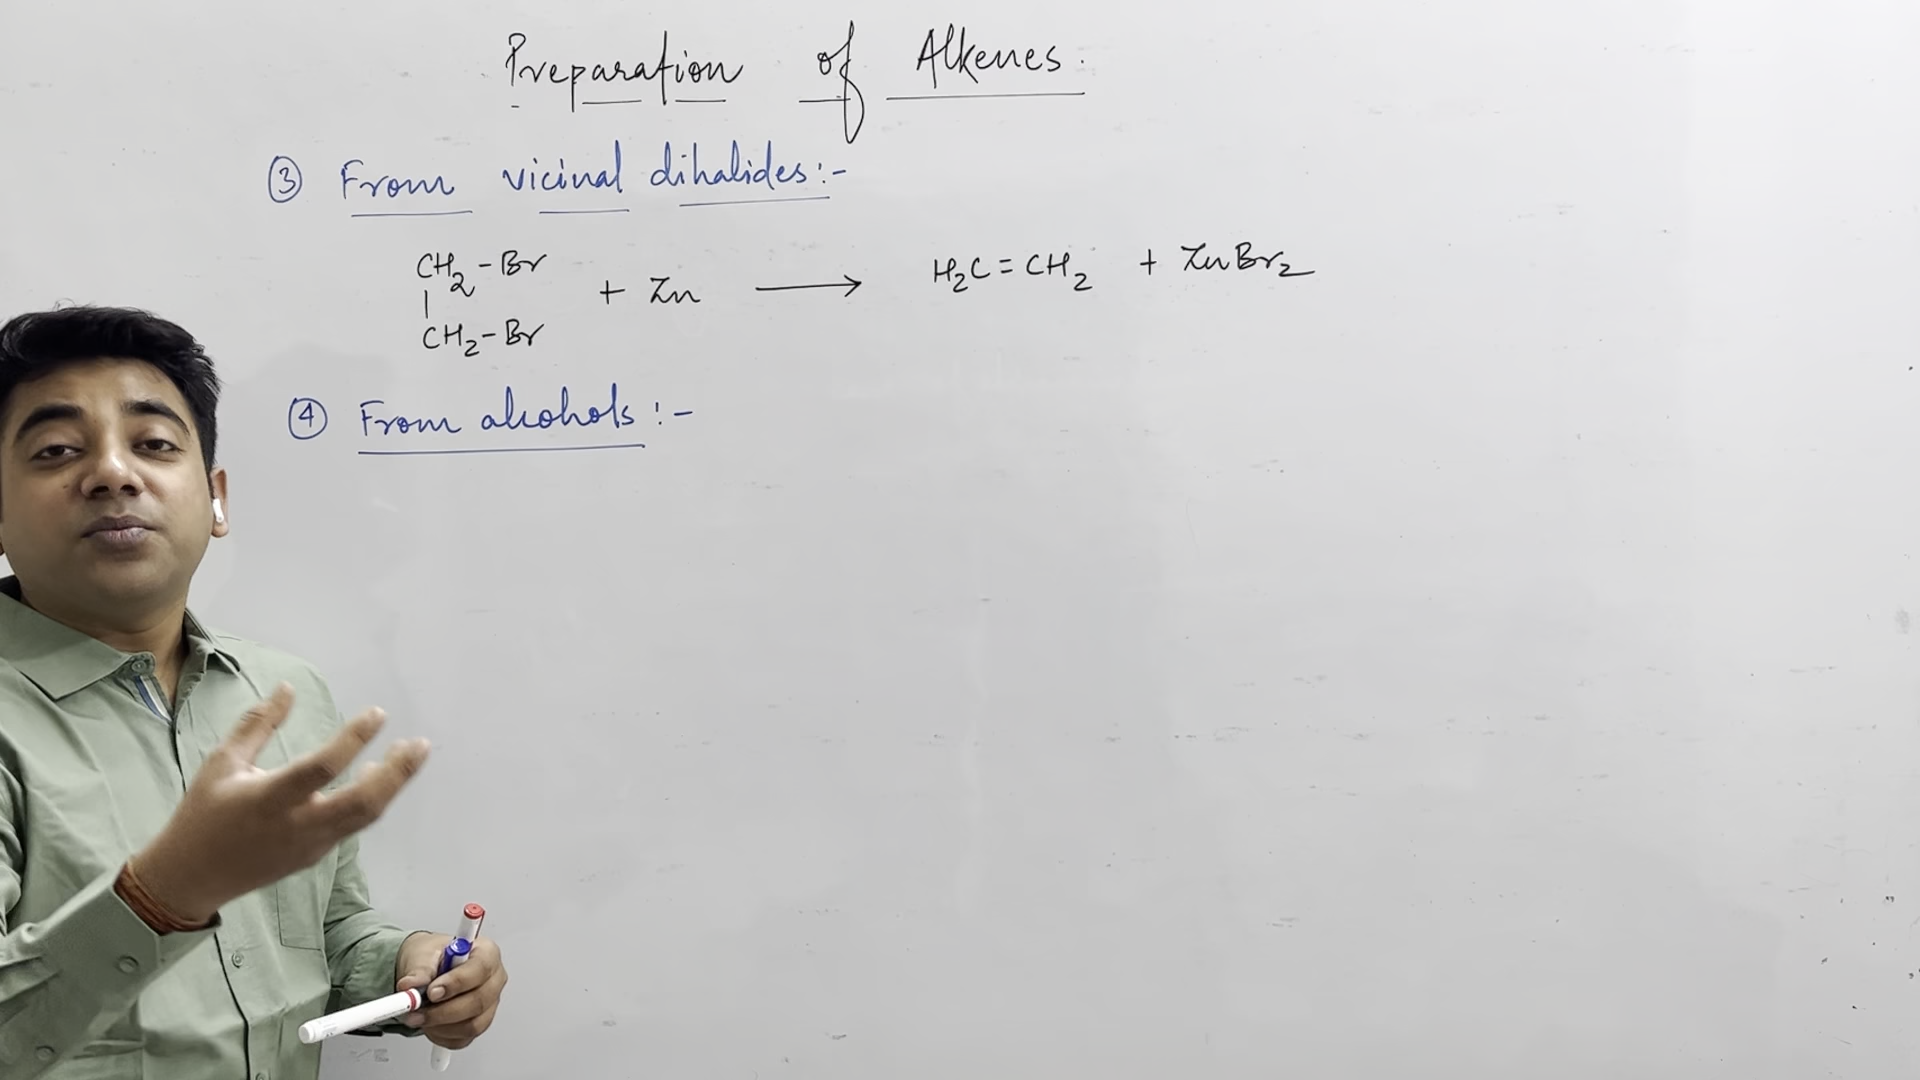 Preparation of Alkenes.
③ From vicinal dihalides:-
CH2-Br
|
CH2-Br
+ Zn ⟶ H2C=CH2 + ZnBr2
④ From alcohols:-